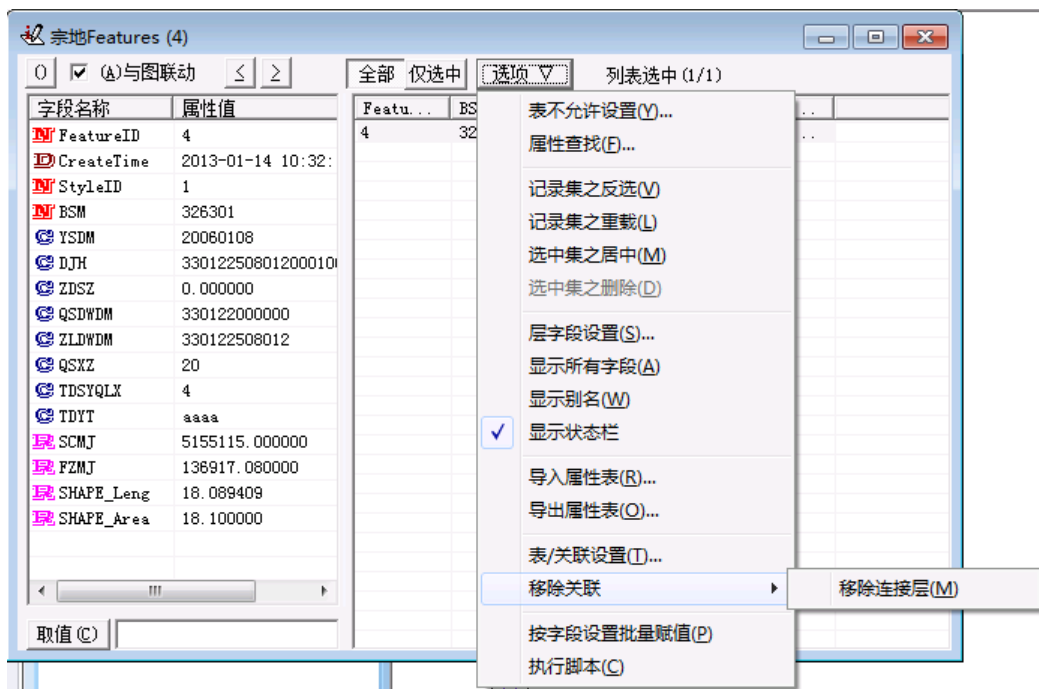 宗地Features (4)
() (A)与图联动 < > 全部 仅选中 选项 ▽ 列表选中(1/1)
字段名称 属性值
FeatureID 4
CreateTime 2013-01-14 10:32:
StyleID 1
BSM 326301
YSDM 20060108
DJH 33012250801200010
ZDSZ 0.000000
QSDWDM 330122000000
ZLDWDM 330122508012
QSXZ 20
TDSYQLX 4
TDYT aaaa
SCMJ 5155115.000000
FZMJ 136917.080000
SHAPE_Leng 18.089409
SHAPE_Area 18.100000
取值(C)
Featu... BS
4 32
表不允许设置(Y)...
属性查找(F)...
记录集之反选(V)
记录集之重载(L)
选中集之居中(M)
选中集之删除(D)
层字段设置(S)...
显示所有字段(A)
显示别名(W)
显示状态栏
导入属性表(R)...
导出属性表(O)...
表/关联设置(T)...
移除关联
移除连接层(M)
按字段设置批量赋值(P)
执行脚本(C)